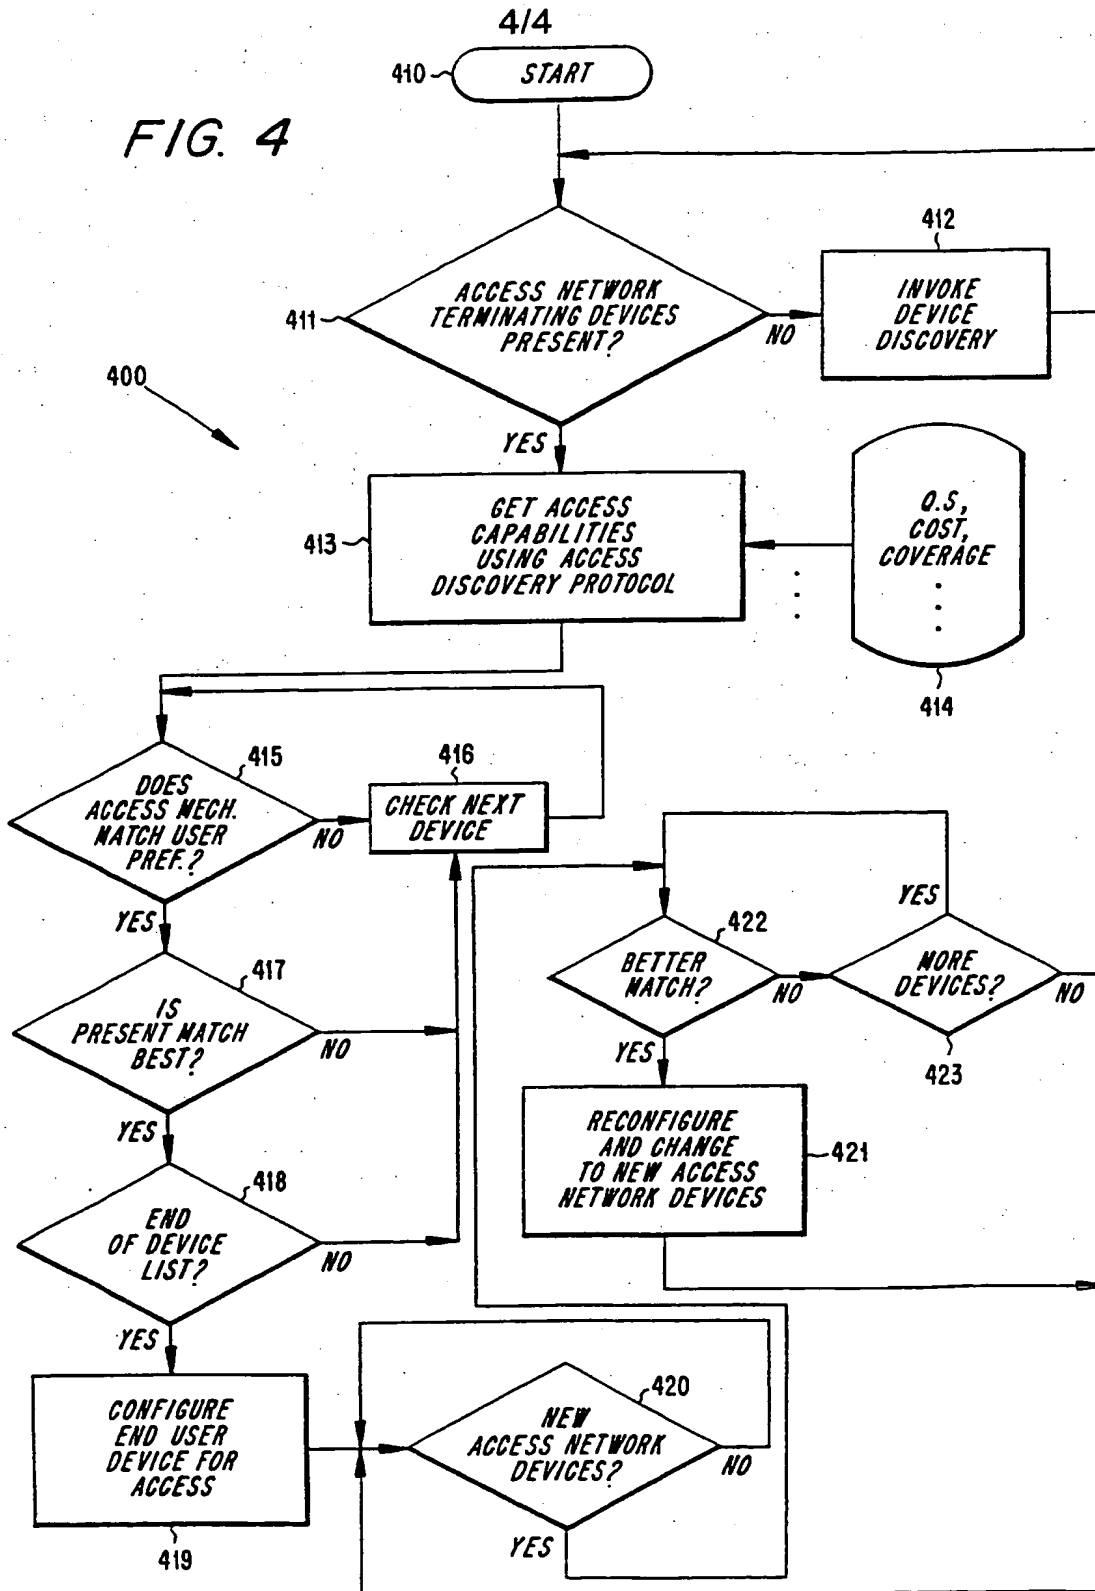 4/4
410
START
FIG. 4
412
INVOKE
DEVICE
DISCOVERY
411
ACCESS NETWORK
TERMINATING DEVICES
PRESENT?
NO
400
YES
413
GET ACCESS
CAPABILITIES
USING ACCESS
DISCOVERY PROTOCOL
Q.S,
COST,
COVERAGE
414
415
DOES
ACCESS MECH.
MATCH USER
PREF.?
NO
416
CHECK NEXT
DEVICE
YES
417
IS
PRESENT MATCH
BEST?
NO
YES
418
END
OF DEVICE
LIST?
NO
YES
CONFIGURE
END USER
DEVICE FOR
ACCESS
419
420
NEW
ACCESS NETWORK
DEVICES?
NO
YES
422
BETTER
MATCH?
NO
YES
YES
MORE
DEVICES?
NO
423
RECONFIGURE
AND CHANGE
TO NEW ACCESS
NETWORK DEVICES
421